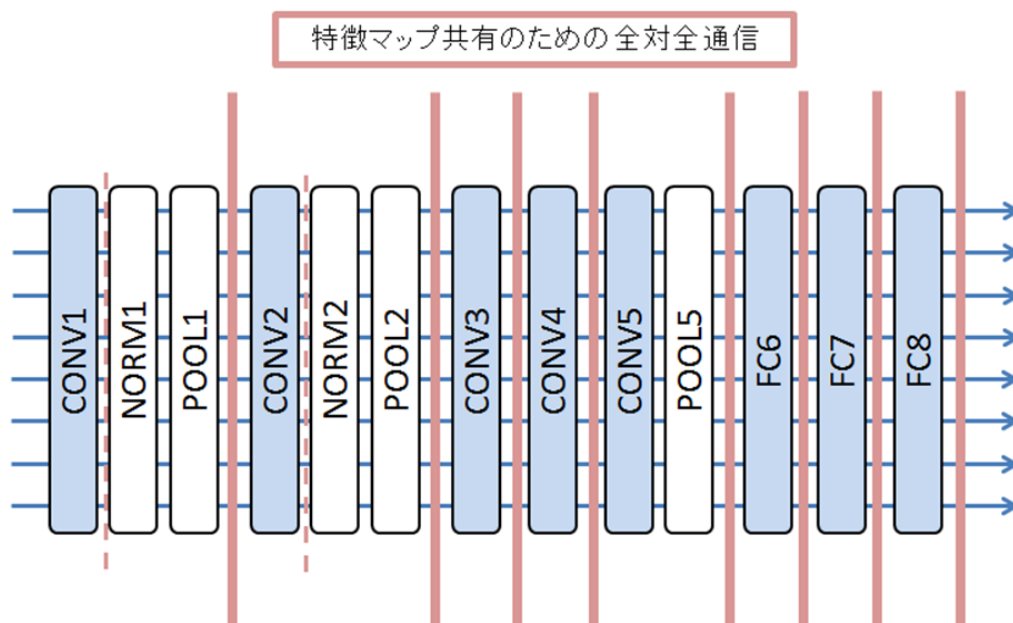 特徴マップ共有のための全対全通信
CONV1
NORM1
POOL1
CONV2
NORM2
POOL2
CONV3
CONV4
CONV5
POOL5
FC6
FC7
FC8